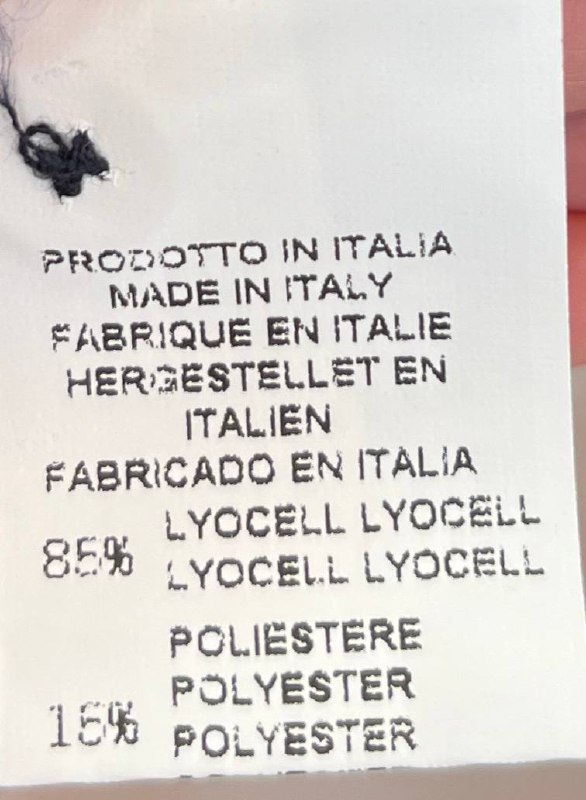 PRODOTTO IN ITALIA
MADE IN ITALY
FABRIQUE EN ITALIE
HERGESTELLET EN
ITALIEN
FABRICADO EN ITALIA
85% LYOCELL LYOCELL
LYOCELL LYOCELL
POLIESTERE
POLYESTER
15% POLYESTER